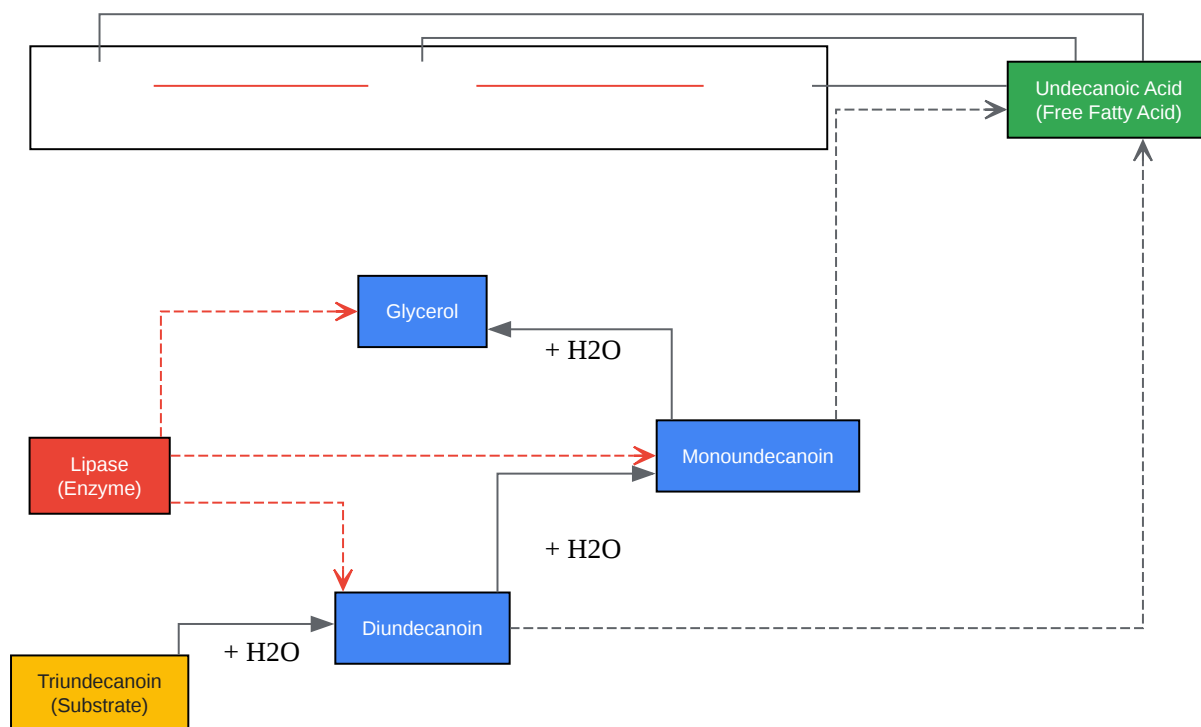 Undecanoic Acid
(Free Fatty Acid)
Glycerol
+ H2O
Lipase
(Enzyme)
Monoundecanoin
+ H2O
Diundecanoin
+ H2O
Triundecanoin
(Substrate)